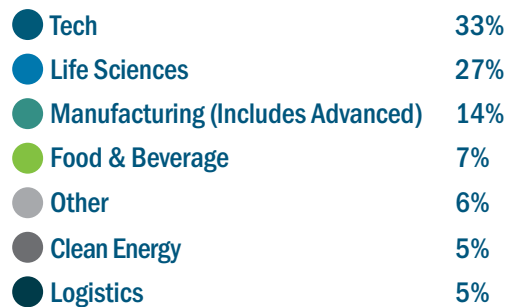 Tech 33%
Life Sciences 27%
Manufacturing (Includes Advanced) 14%
Food & Beverage 7%
Other 6%
Clean Energy 5%
Logistics 5%